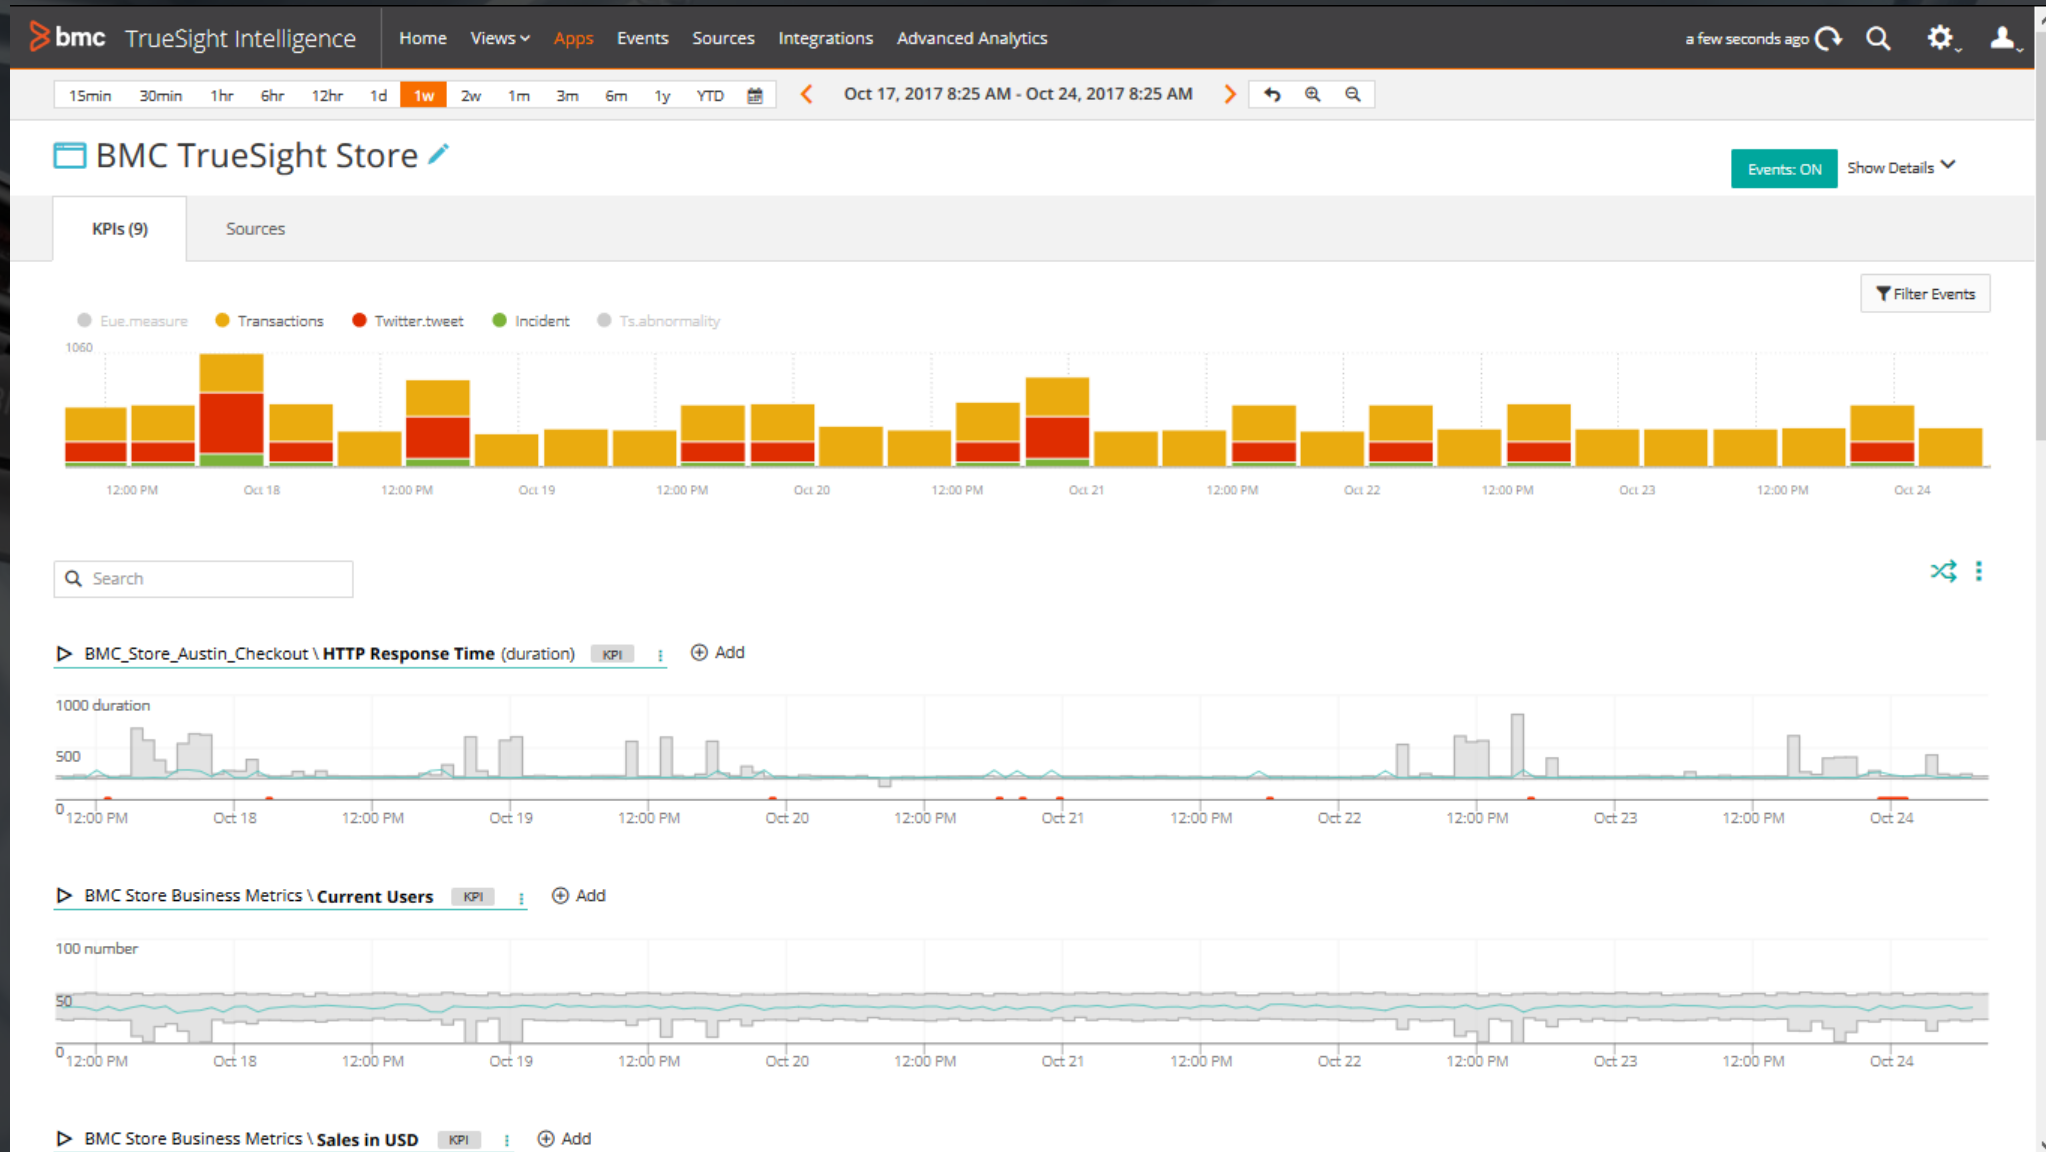 bmc TrueSight Intelligence Home Views Apps Events Sources Integrations Advanced Analytics a few seconds ago
15min 30min 1hr 6hr 12hr 1d 1w 2w 1m 3m 6m 1y YTD Oct 17, 2017 8:25 AM - Oct 24, 2017 8:25 AM
BMC TrueSight Store
Events: ON Show Details
KPIs (9) Sources
Filter Events
Eue.measure Transactions Twitter.tweet Incident Ts.abnormality
1060
12:00 PM Oct 18 12:00 PM Oct 19 12:00 PM Oct 20 12:00 PM Oct 21 12:00 PM Oct 22 12:00 PM Oct 23 12:00 PM Oct 24
Search
BMC_Store_Austin_Checkout \ HTTP Response Time (duration) KPI Add
1000 duration
500
0
12:00 PM Oct 18 12:00 PM Oct 19 12:00 PM Oct 20 12:00 PM Oct 21 12:00 PM Oct 22 12:00 PM Oct 23 12:00 PM Oct 24
BMC Store Business Metrics \ Current Users KPI Add
100 number
50
0
12:00 PM Oct 18 12:00 PM Oct 19 12:00 PM Oct 20 12:00 PM Oct 21 12:00 PM Oct 22 12:00 PM Oct 23 12:00 PM Oct 24
BMC Store Business Metrics \ Sales in USD KPI Add